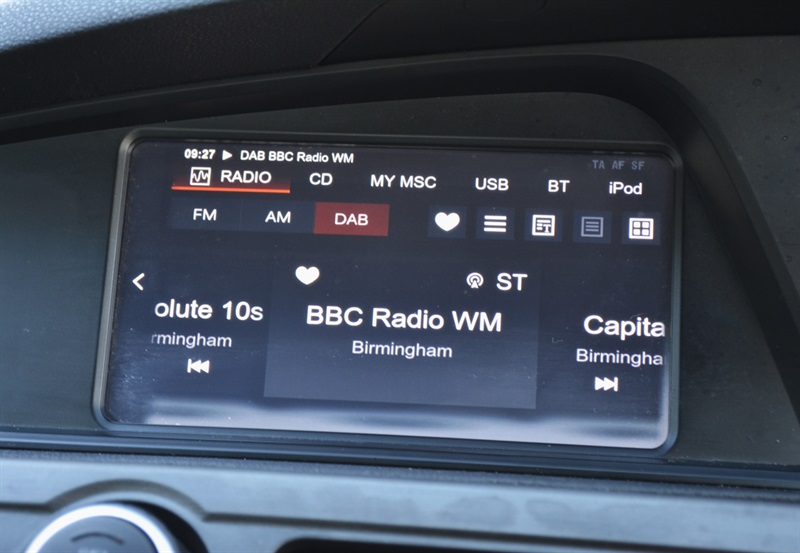 09:27 ▶ DAB BBC Radio WM
TA AF SF
RADIO CD MY MSC USB BT iPod
FM AM DAB
ST
olute 10s BBC Radio WM Capita
rmingham Birmingham Birmingha